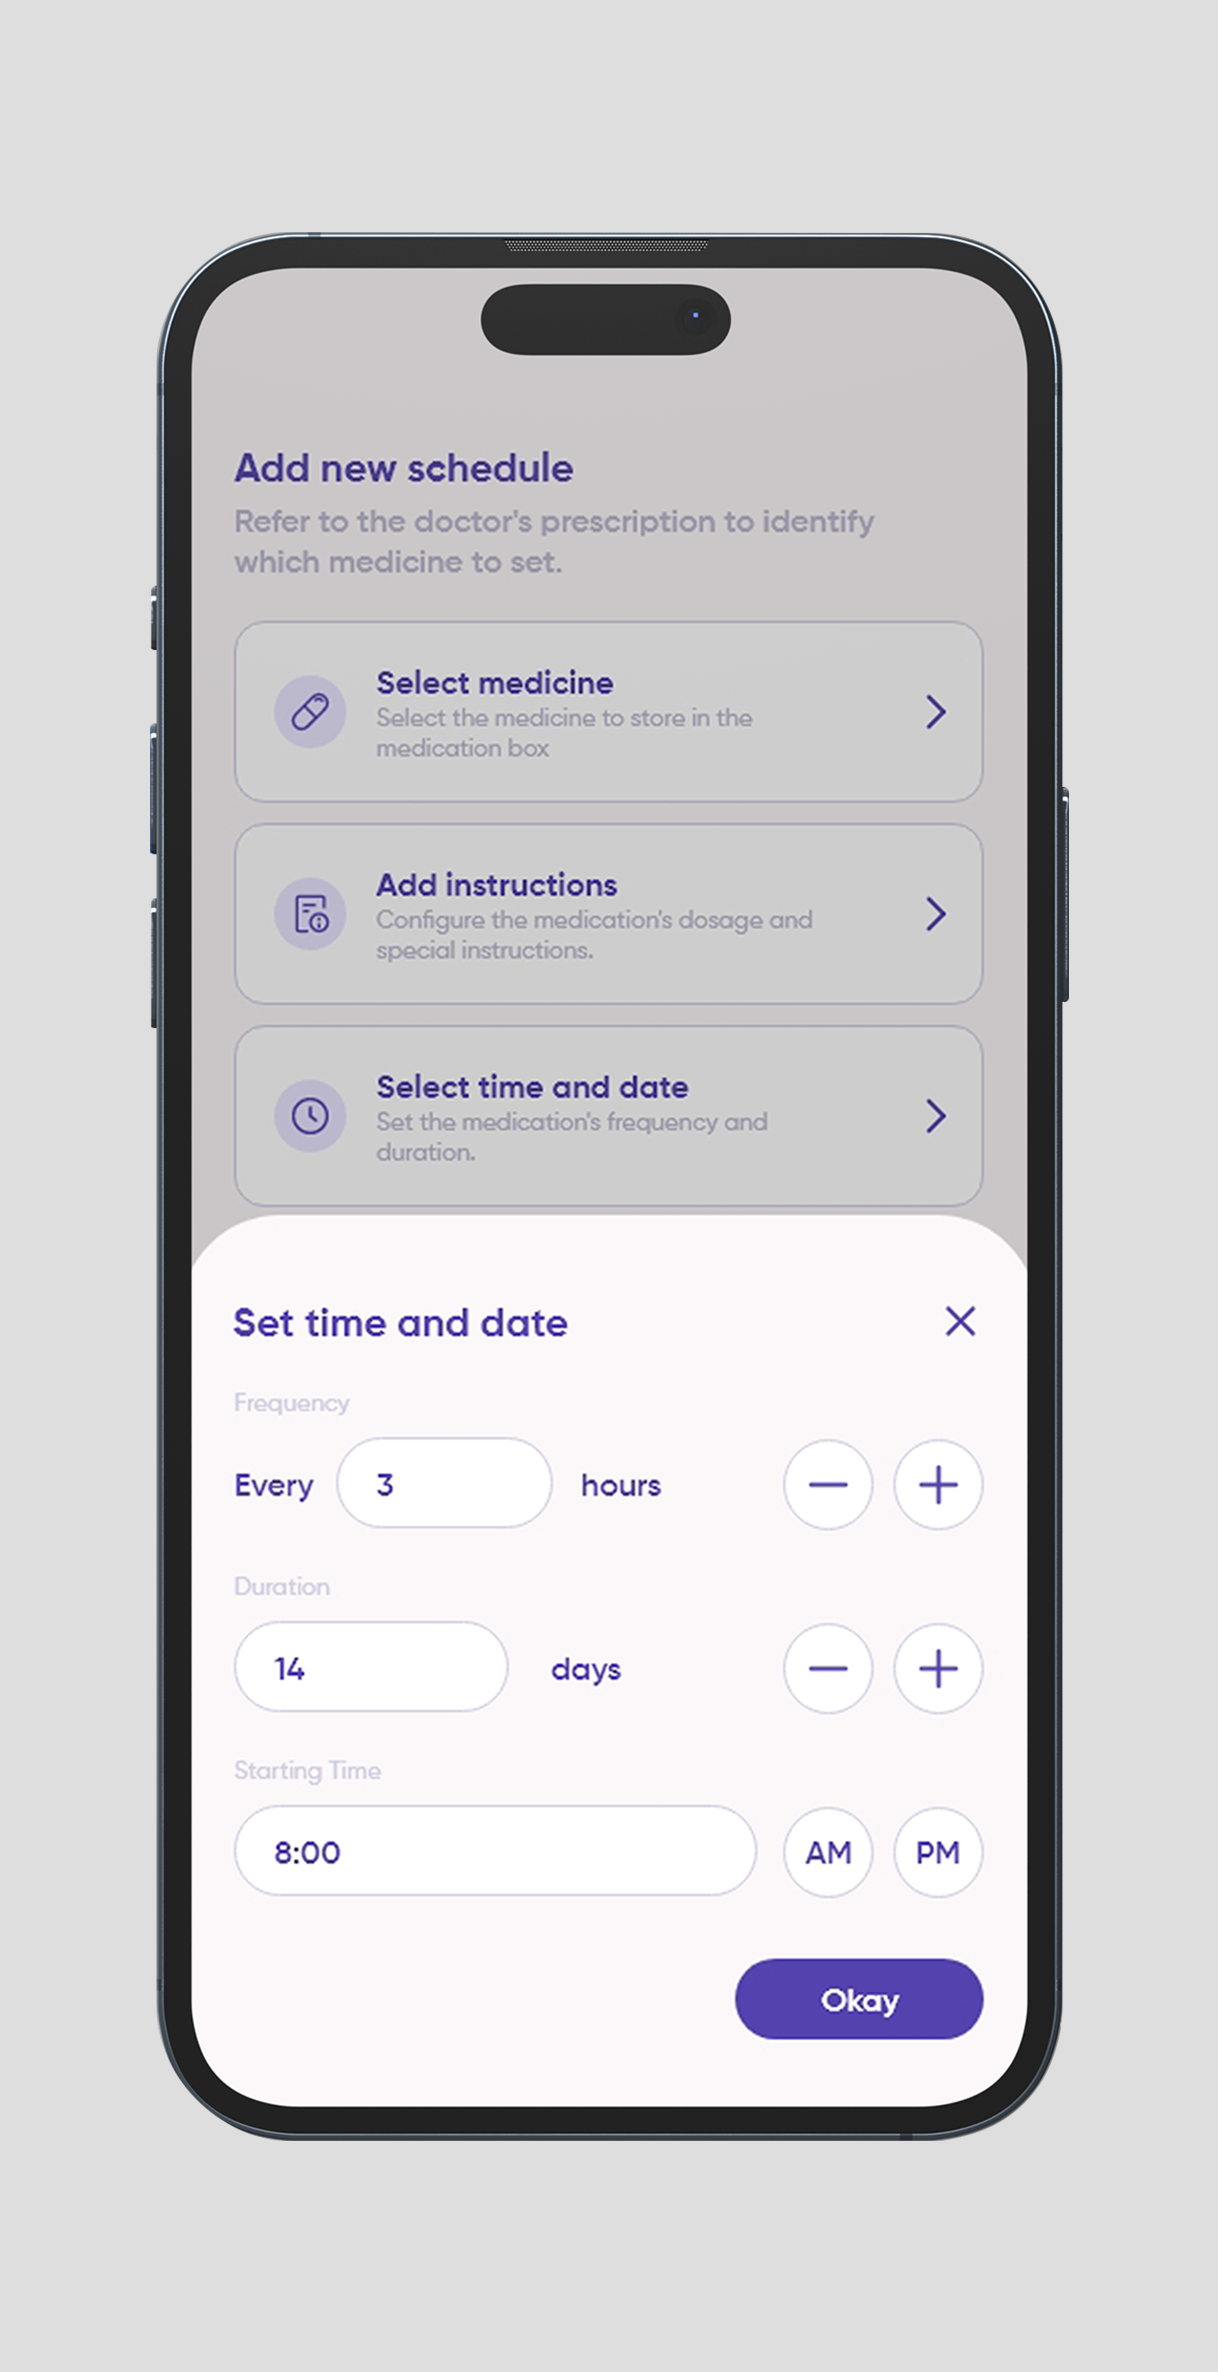 Add new schedule
Refer to the doctor's prescription to identify
which medicine to set.
Select medicine
Select the medicine to store in the
medication box
Add instructions
Configure the medication's dosage and
special instructions.
Select time and date
Set the medication's frequency and
duration.
Set time and date
Frequency
Every 3 hours
Duration
14 days
Starting Time
8:00 AM PM
Okay